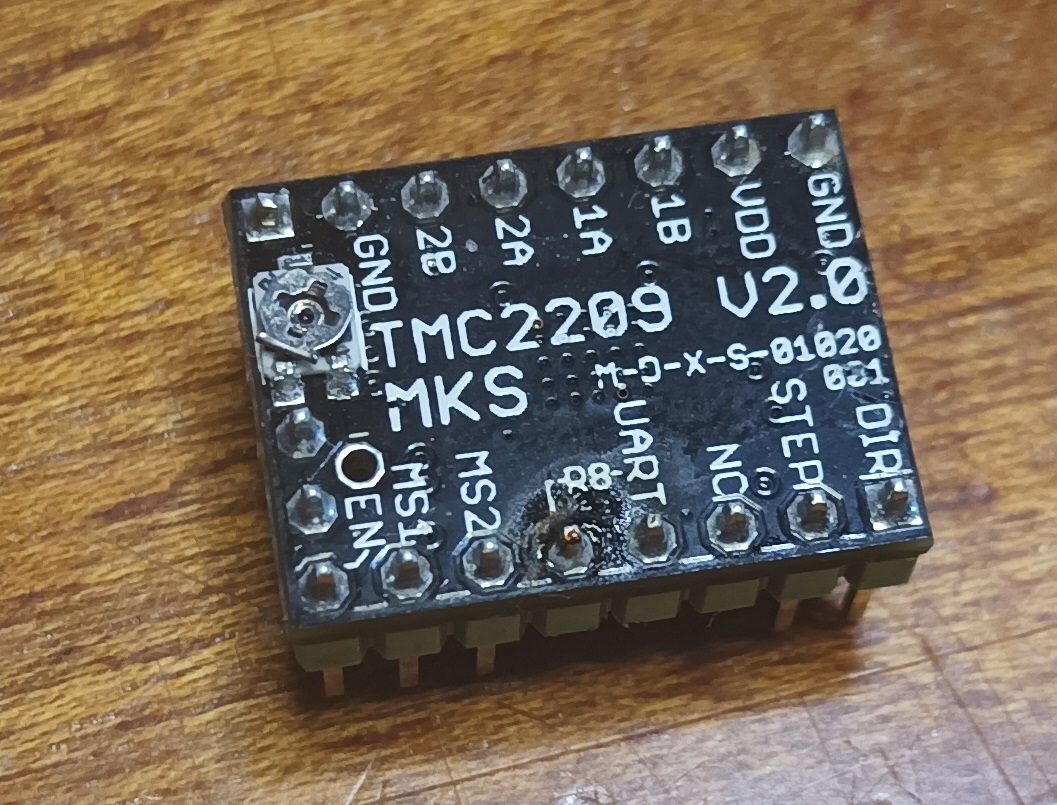 GND
2B
2A
1A
1B
VDD
GND
TMC2209 V2.0
MKS
M-D-X-S-01020
031
EN
MS1
MS2
R8
UART
NC
STEP
DIR